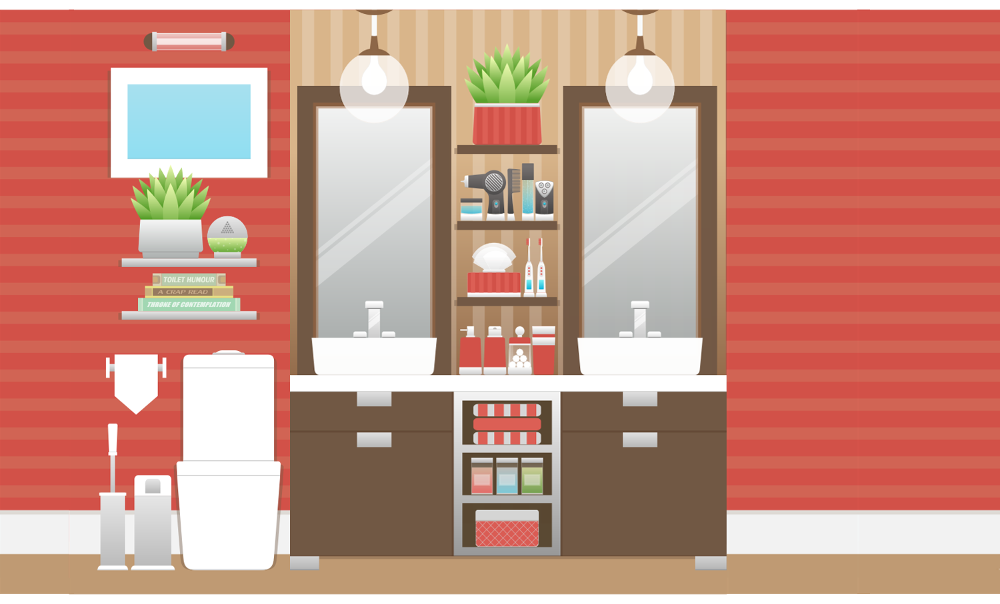 TOILET HUMOUR
A CRAP READ
THRONE OF CONTEMPLATION